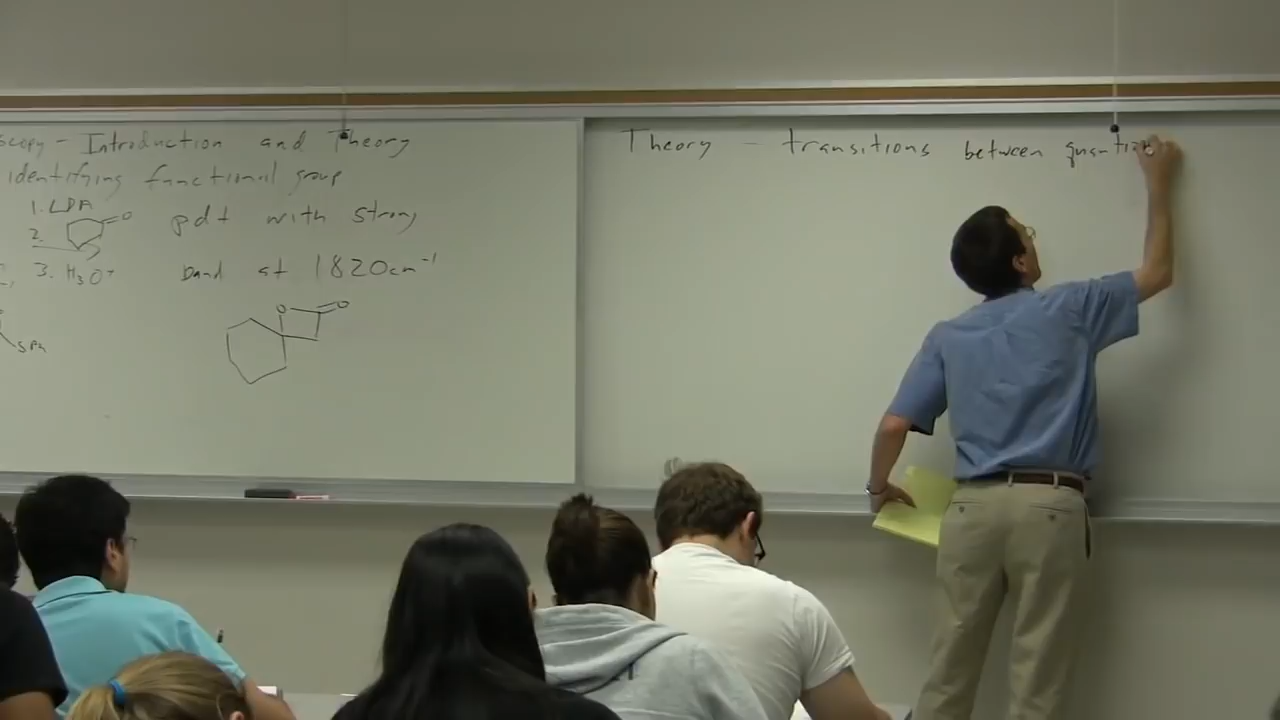 scopy - Introduction and Theory
identifying functional group
1. LDA
2.
3. H3O+
pdt with strong
band at 1820cm⁻¹
O
O
O
SPh
Theory - transitions between quanti